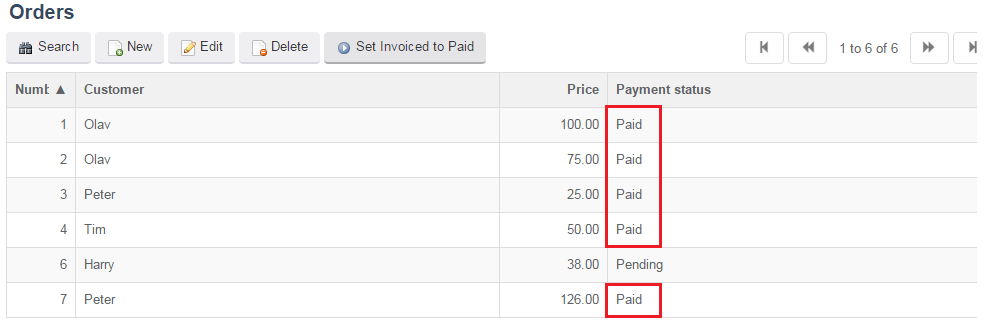 Orders
Search New Edit Delete Set Invoiced to Paid 1 to 6 of 6
Numb ▲ Customer Price Payment status
1 Olav 100.00 Paid
2 Olav 75.00 Paid
3 Peter 25.00 Paid
4 Tim 50.00 Paid
6 Harry 38.00 Pending
7 Peter 126.00 Paid